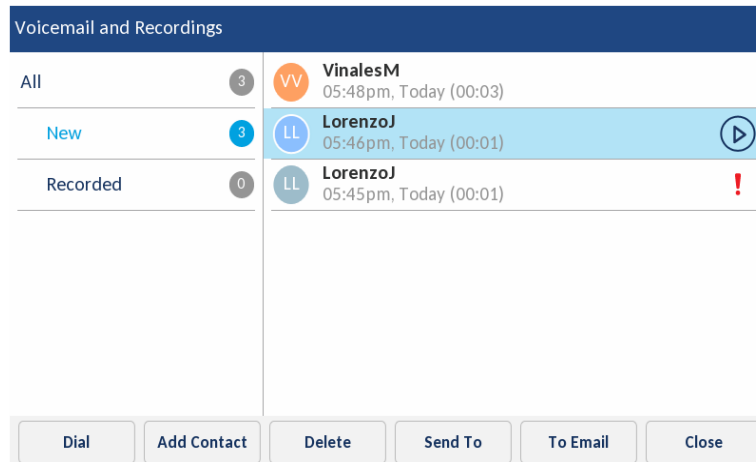 Voicemail and Recordings
All 3
New 3
Recorded 0
VV VinalesM
05:48pm, Today (00:03)
LL LorenzoJ
05:46pm, Today (00:01)
LL LorenzoJ
05:45pm, Today (00:01) !
Dial Add Contact Delete Send To To Email Close